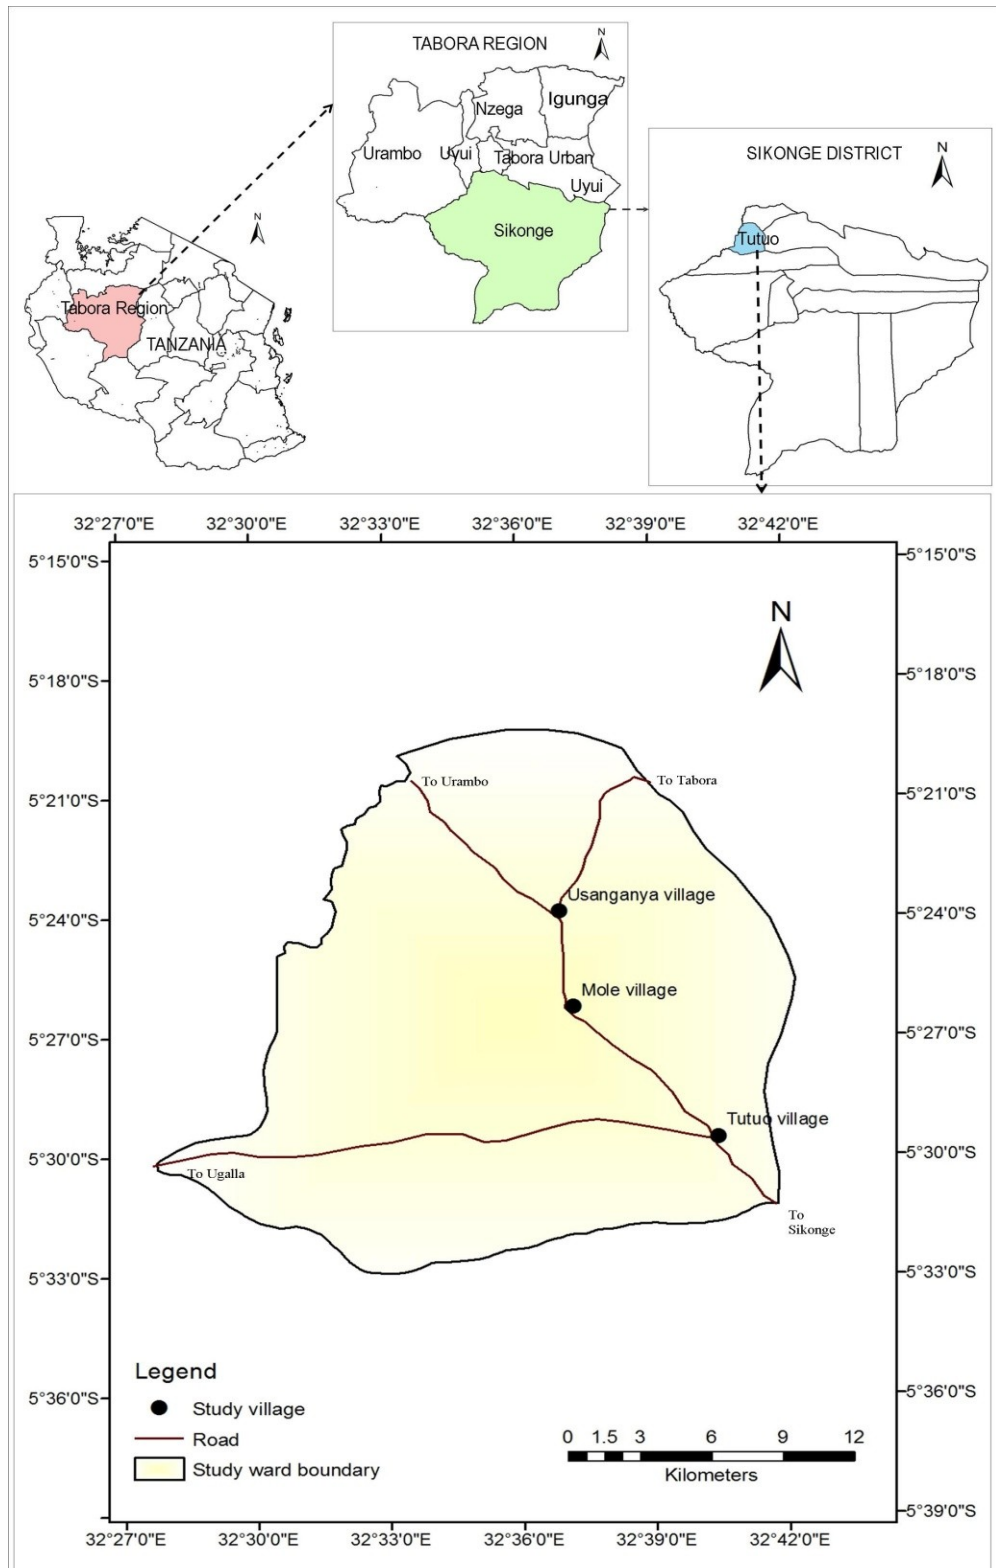 TABORA REGION
N
Igunga
Nzega
Urambo
Uyui
Tabora Urban
Uyui
Sikonge
SIKONGE DISTRICT
N
Tutuo
N
Tabora Region
TANZANIA
32°27'0"E 32°30'0"E 32°33'0"E 32°36'0"E 32°39'0"E 32°42'0"E
5°15'0"S 5°15'0"S
N
5°18'0"S 5°18'0"S
To Urambo To Tabora
5°21'0"S 5°21'0"S
Usanganya village
5°24'0"S 5°24'0"S
Mole village
5°27'0"S 5°27'0"S
Tutuo village
5°30'0"S 5°30'0"S
To Ugalla
To
Sikonge
5°33'0"S 5°33'0"S
Legend
5°36'0"S 5°36'0"S
Study village
Road
Study ward boundary
0 1.5 3 6 9 12
Kilometers
5°39'0"S
32°27'0"E 32°30'0"E 32°33'0"E 32°36'0"E 32°39'0"E 32°42'0"E